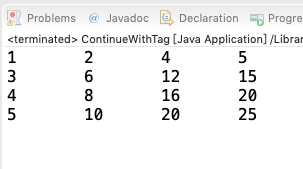 Problems @ Javadoc Declaration Progre
<terminated> ContinueWithTag [Java Application] /Librar
1 2 4 5
3 6 12 15
4 8 16 20
5 10 20 25